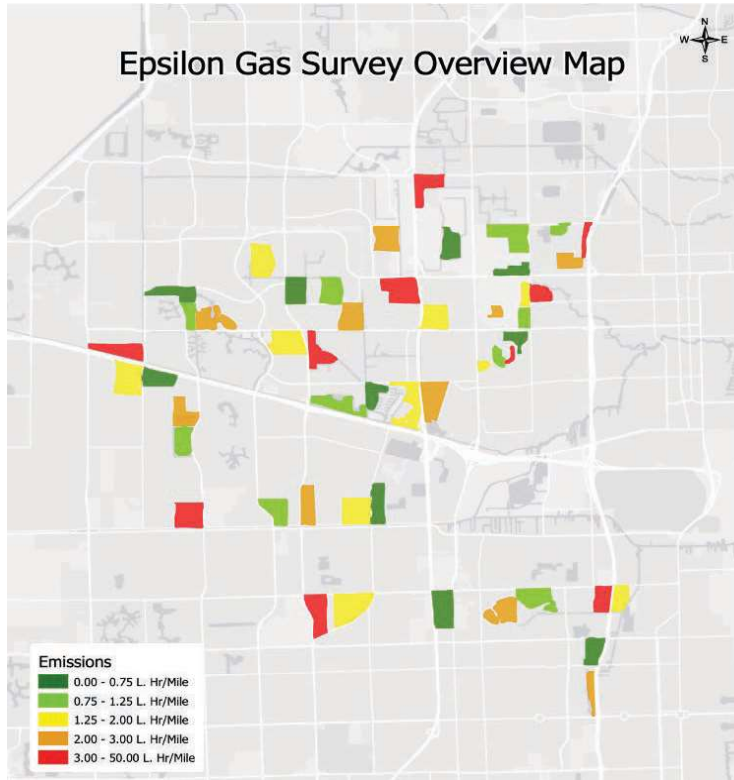 N
W E
S
Epsilon Gas Survey Overview Map
Emissions
0.00 - 0.75 L. Hr/Mile
0.75 - 1.25 L. Hr/Mile
1.25 - 2.00 L. Hr/Mile
2.00 - 3.00 L. Hr/Mile
3.00 - 50.00 L. Hr/Mile